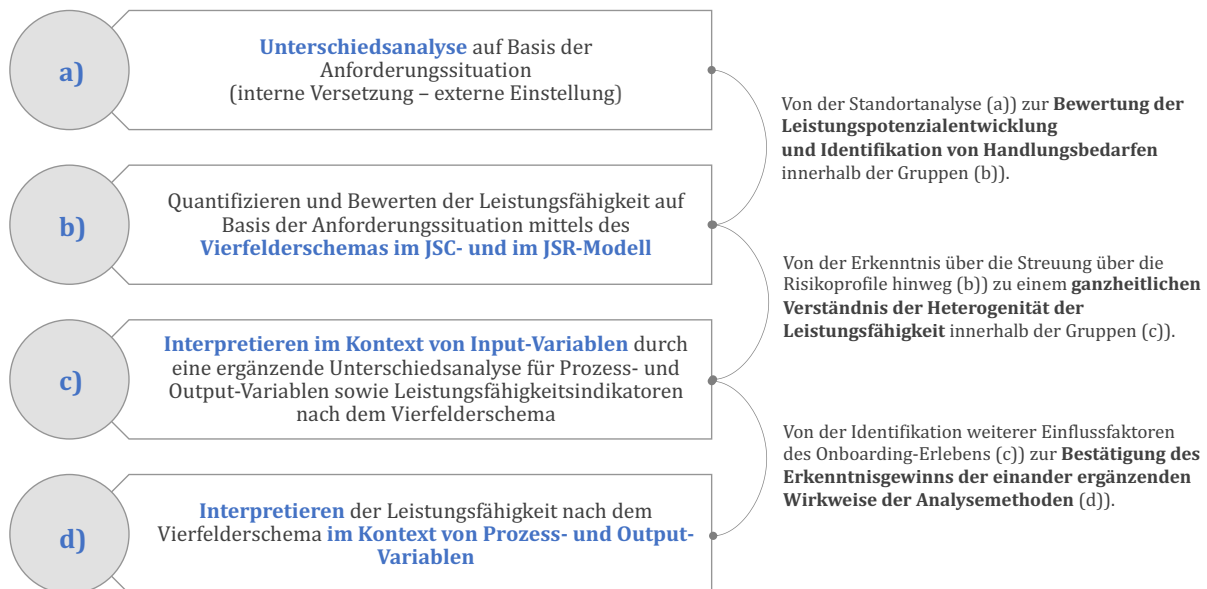 a)
Unterschiedsanalyse auf Basis der
Anforderungssituation
(interne Versetzung – externe Einstellung)
Von der Standortanalyse (a)) zur Bewertung der
Leistungspotenzialentwicklung
und Identifikation von Handlungsbedarfen
innerhalb der Gruppen (b)).
b)
Quantifizieren und Bewerten der Leistungsfähigkeit auf
Basis der Anforderungssituation mittels des
Vierfelderschemas im JSC- und im JSR-Modell
Von der Erkenntnis über die Streuung über die
Risikoprofile hinweg (b)) zu einem ganzheitlichen
Verständnis der Heterogenität der
Leistungsfähigkeit innerhalb der Gruppen (c)).
c)
Interpretieren im Kontext von Input-Variablen durch
eine ergänzende Unterschiedsanalyse für Prozess- und
Output-Variablen sowie Leistungsfähigkeitsindikatoren
nach dem Vierfelderschema
Von der Identifikation weiterer Einflussfaktoren
des Onboarding-Erlebens (c)) zur Bestätigung des
Erkenntnisgewinns der einander ergänzenden
Wirkweise der Analysemethoden (d)).
d)
Interpretieren der Leistungsfähigkeit nach dem
Vierfelderschema im Kontext von Prozess- und Output-
Variablen